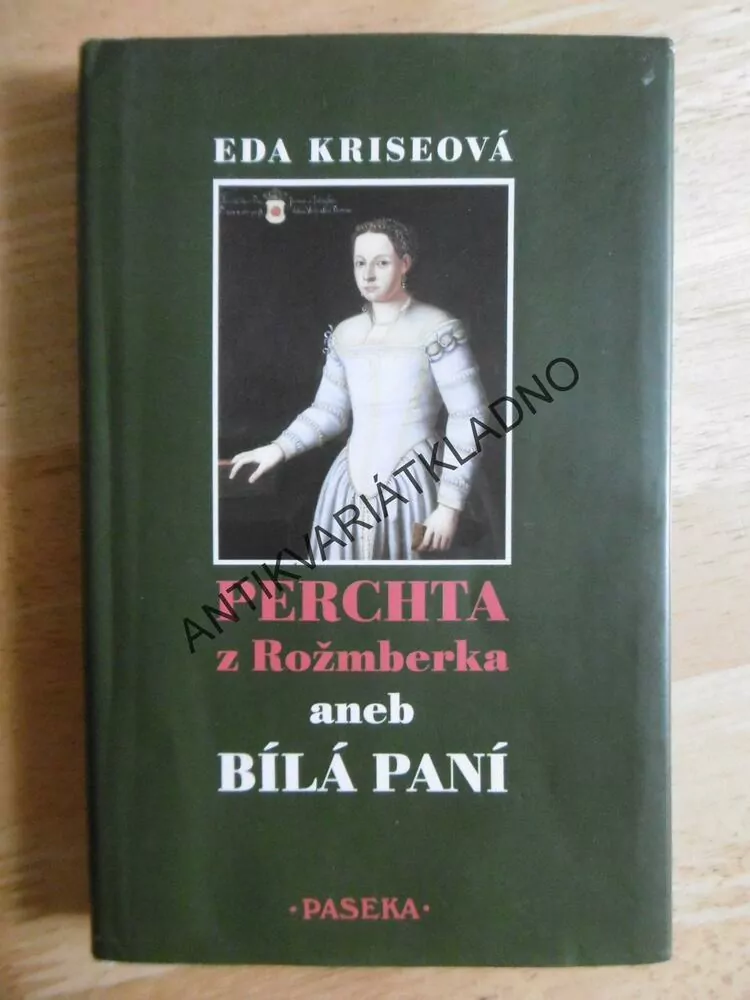 EDA KRISEOVÁ
PERCHTA
z Rožmberka
aneb
BÍLÁ PANÍ
·PASEKA·
ANTIKVARIÁTKLADNO